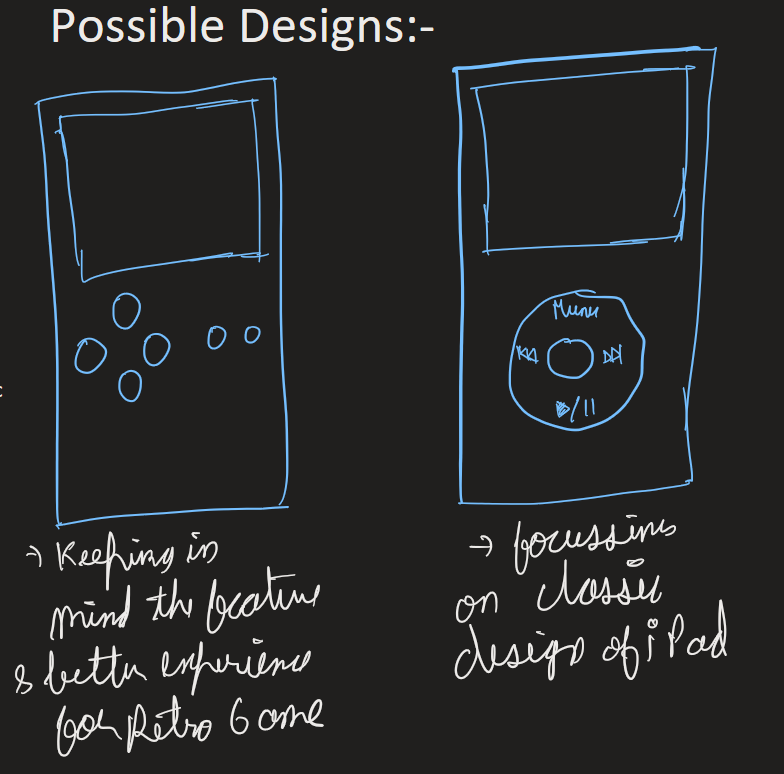 Possible Designs:-
Menu
▶/II
→ Keeping in
mind the feature
& better experience
for Retro Game
→ focussing
on classic
design of iPad